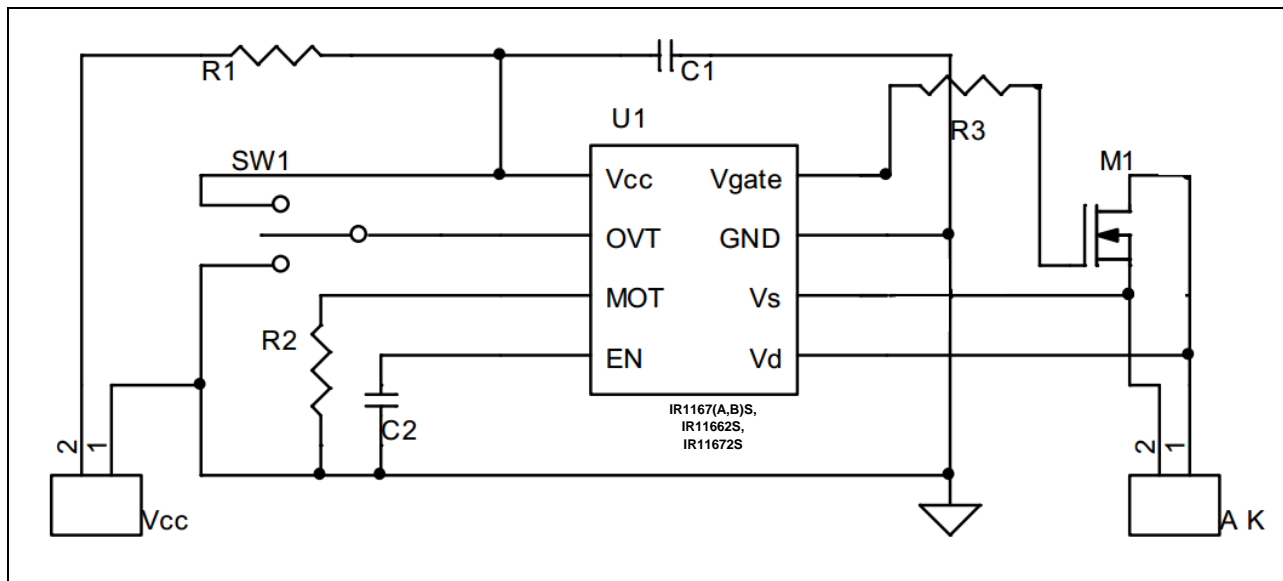 R1
C1
R3
U1
SW1
M1
Vcc
Vgate
OVT
GND
MOT
Vs
R2
EN
Vd
C2
IR1167(A,B)S,
IR11662S,
IR11672S
2
1
Vcc
2
1
A K